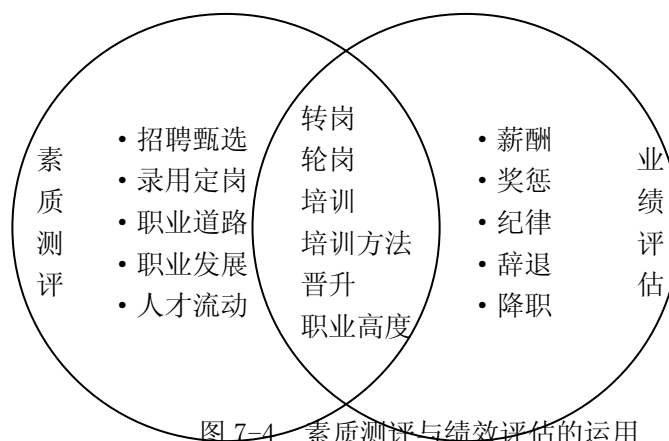 素质测评
·招聘甄选
·录用定岗
·职业道路
·职业发展
·人才流动
转岗
轮岗
培训
培训方法
晋升
职业高度
·薪酬
·奖惩
·纪律
·辞退
·降职
业绩评估
图 7-4 素质测评与绩效评估的运用